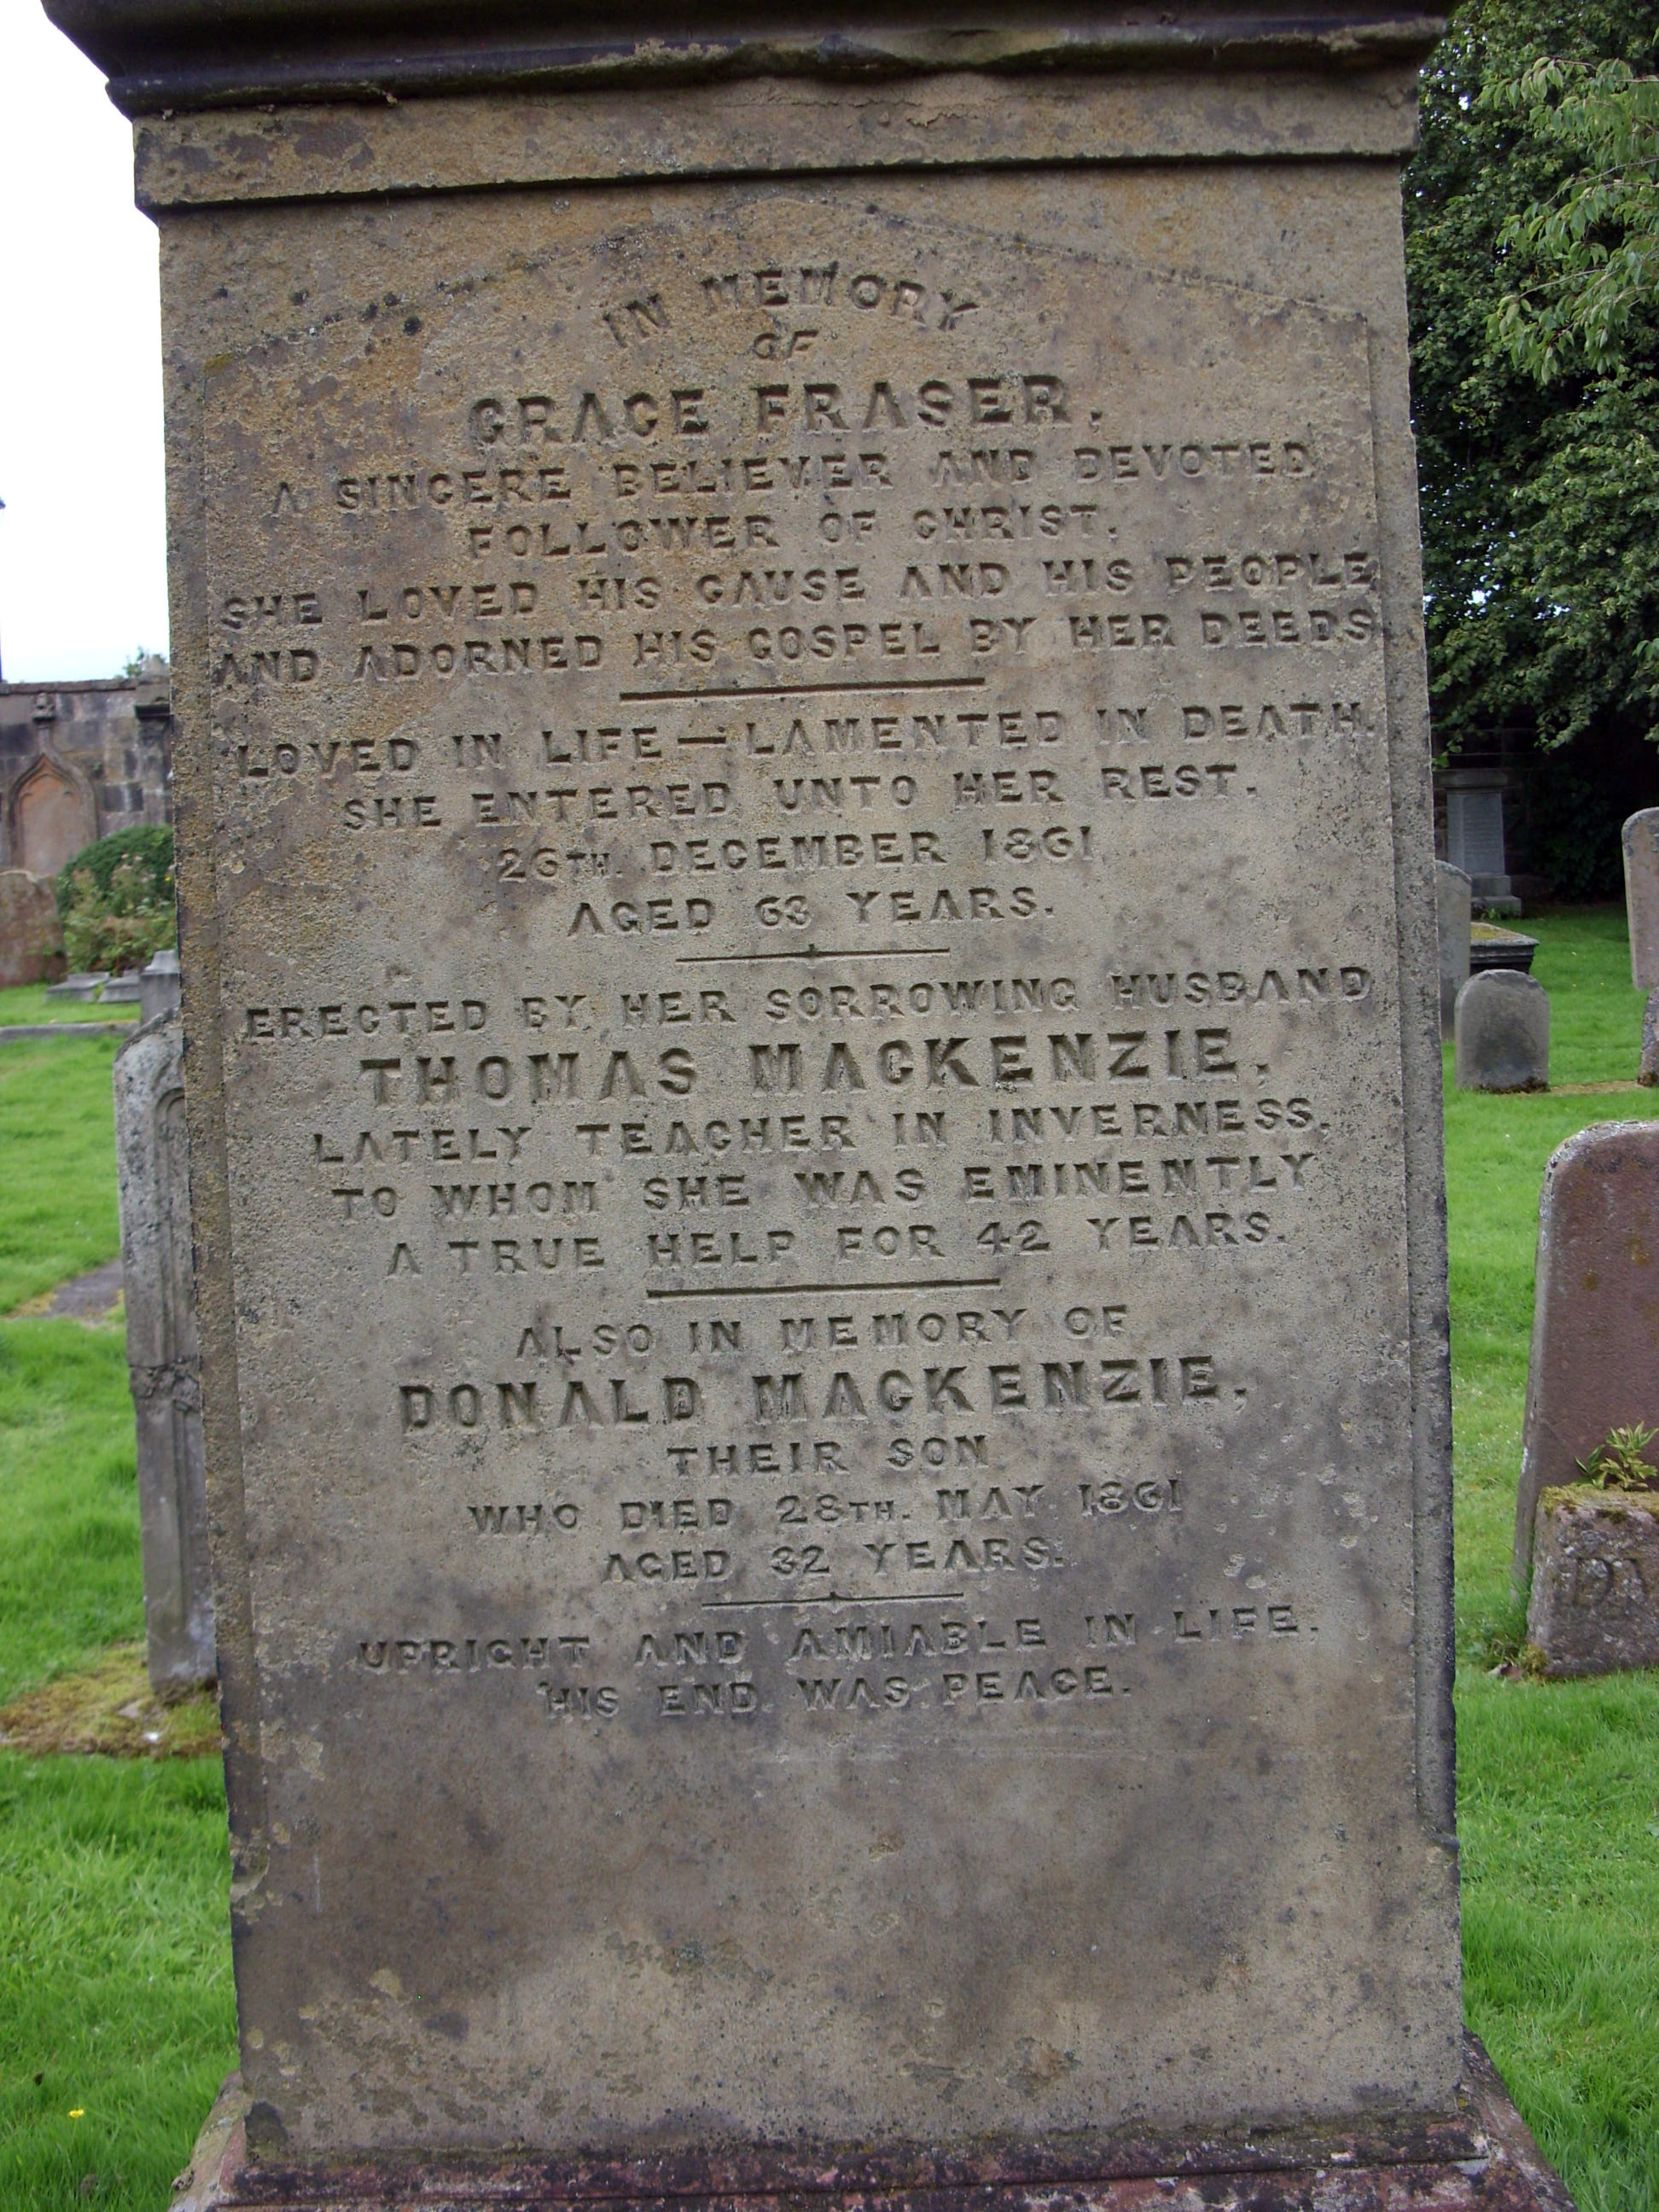 IN MEMORY
OF
GRACE FRASER,
A SINCERE BELIEVER AND DEVOTED
FOLLOWER OF CHRIST.
SHE LOVED HIS CAUSE AND HIS PEOPLE
AND ADORNED HIS GOSPEL BY HER DEEDS
LOVED IN LIFE — LAMENTED IN DEATH.
SHE ENTERED UNTO HER REST.
26TH. DECEMBER 1861
AGED 63 YEARS.
ERECTED BY HER SORROWING HUSBAND
THOMAS MACKENZIE,
LATELY TEACHER IN INVERNESS.
TO WHOM SHE WAS EMINENTLY
A TRUE HELP FOR 42 YEARS.
ALSO IN MEMORY OF
DONALD MACKENZIE,
THEIR SON
WHO DIED 28TH. MAY 1861
AGED 32 YEARS.
UPRIGHT AND AMIABLE IN LIFE,
HIS END WAS PEACE.